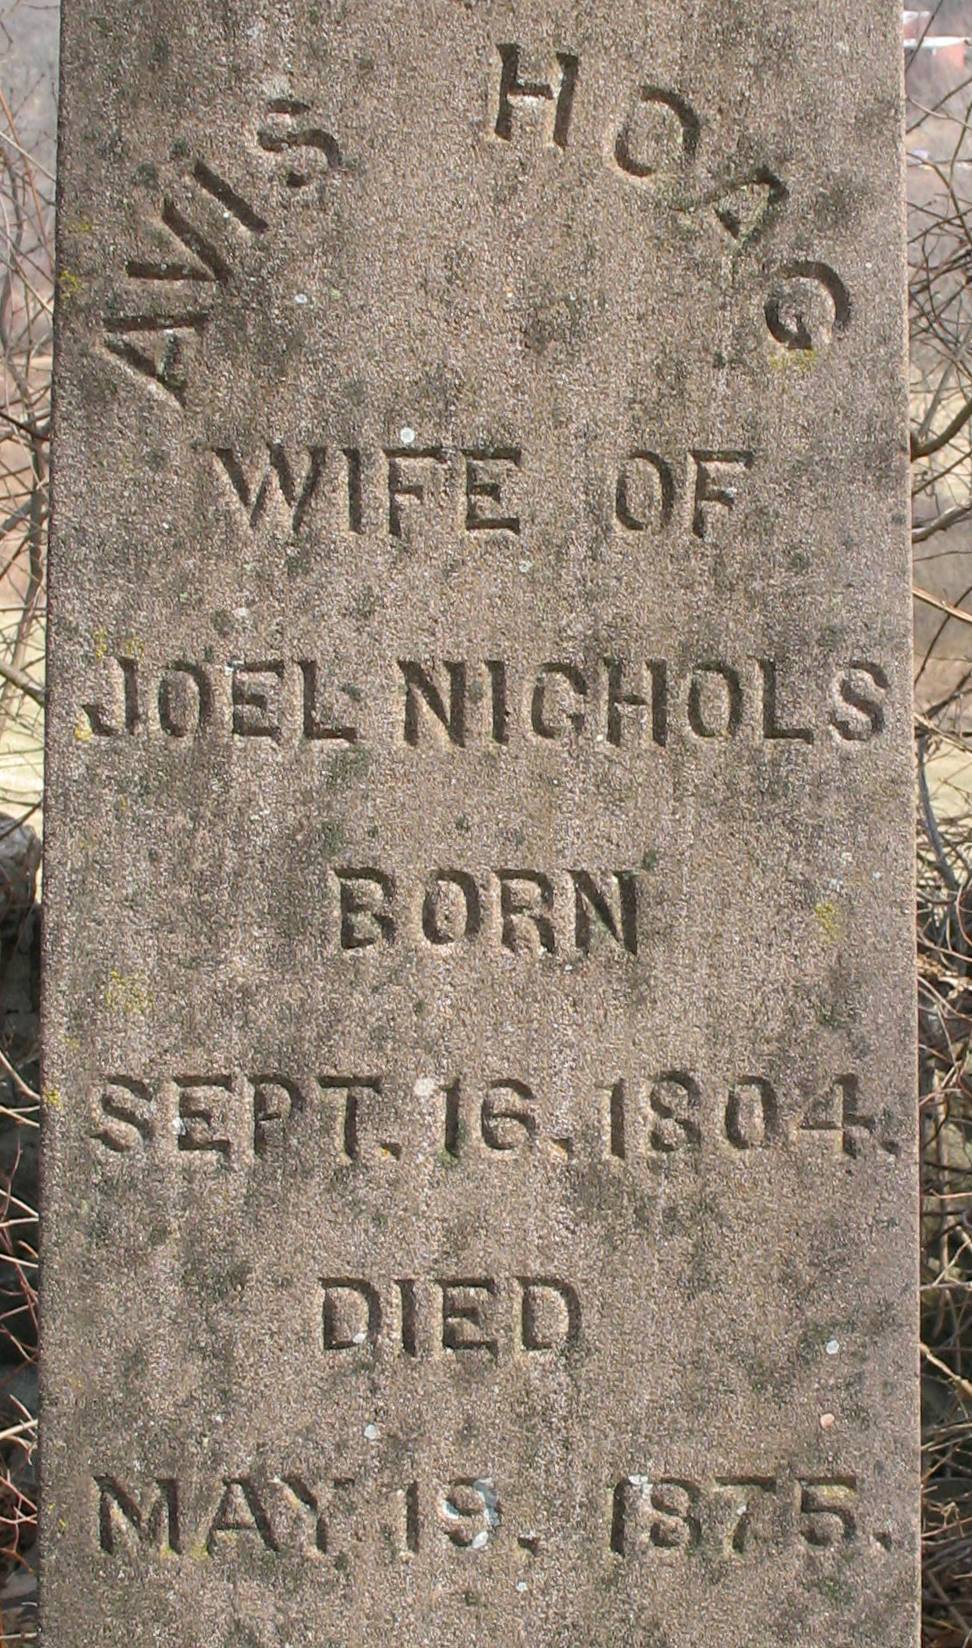 AVIS HOAG
WIFE OF
JOEL NICHOLS
BORN
SEPT. 16. 1804.
DIED
MAY 19. 1875.